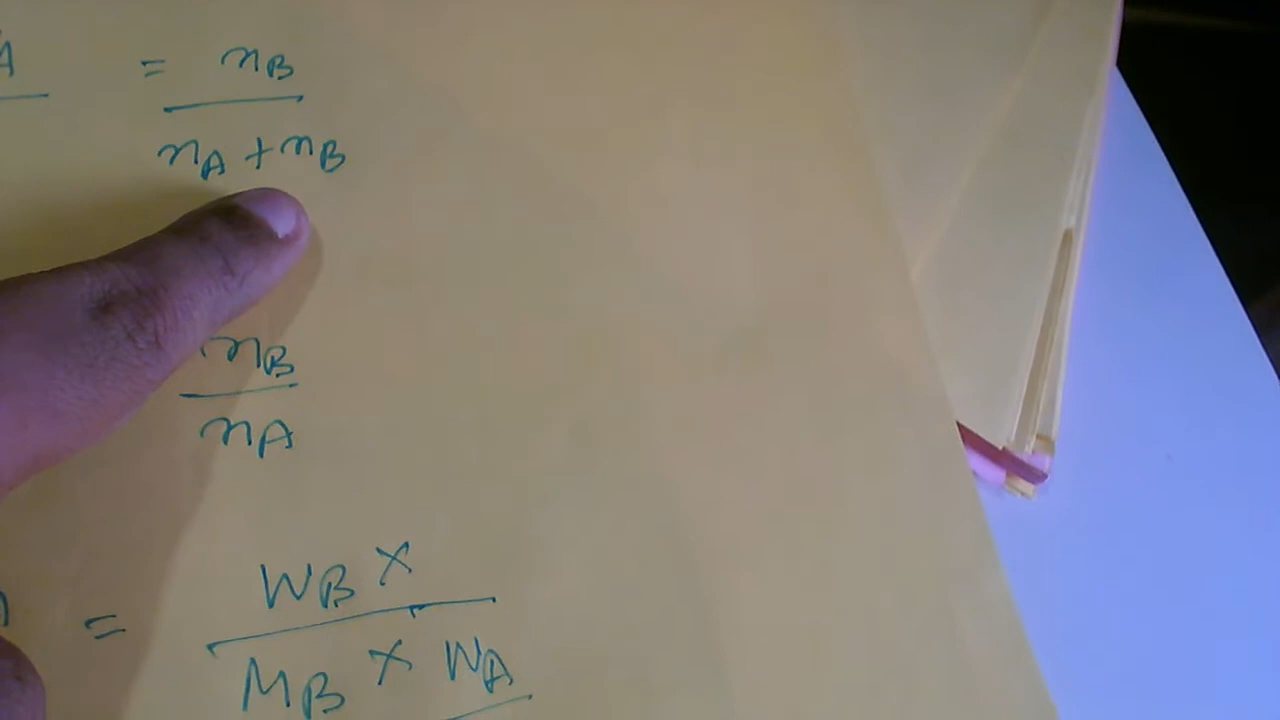 A = nB
nA + nB
nB
nA
= WB ×
MB × WA